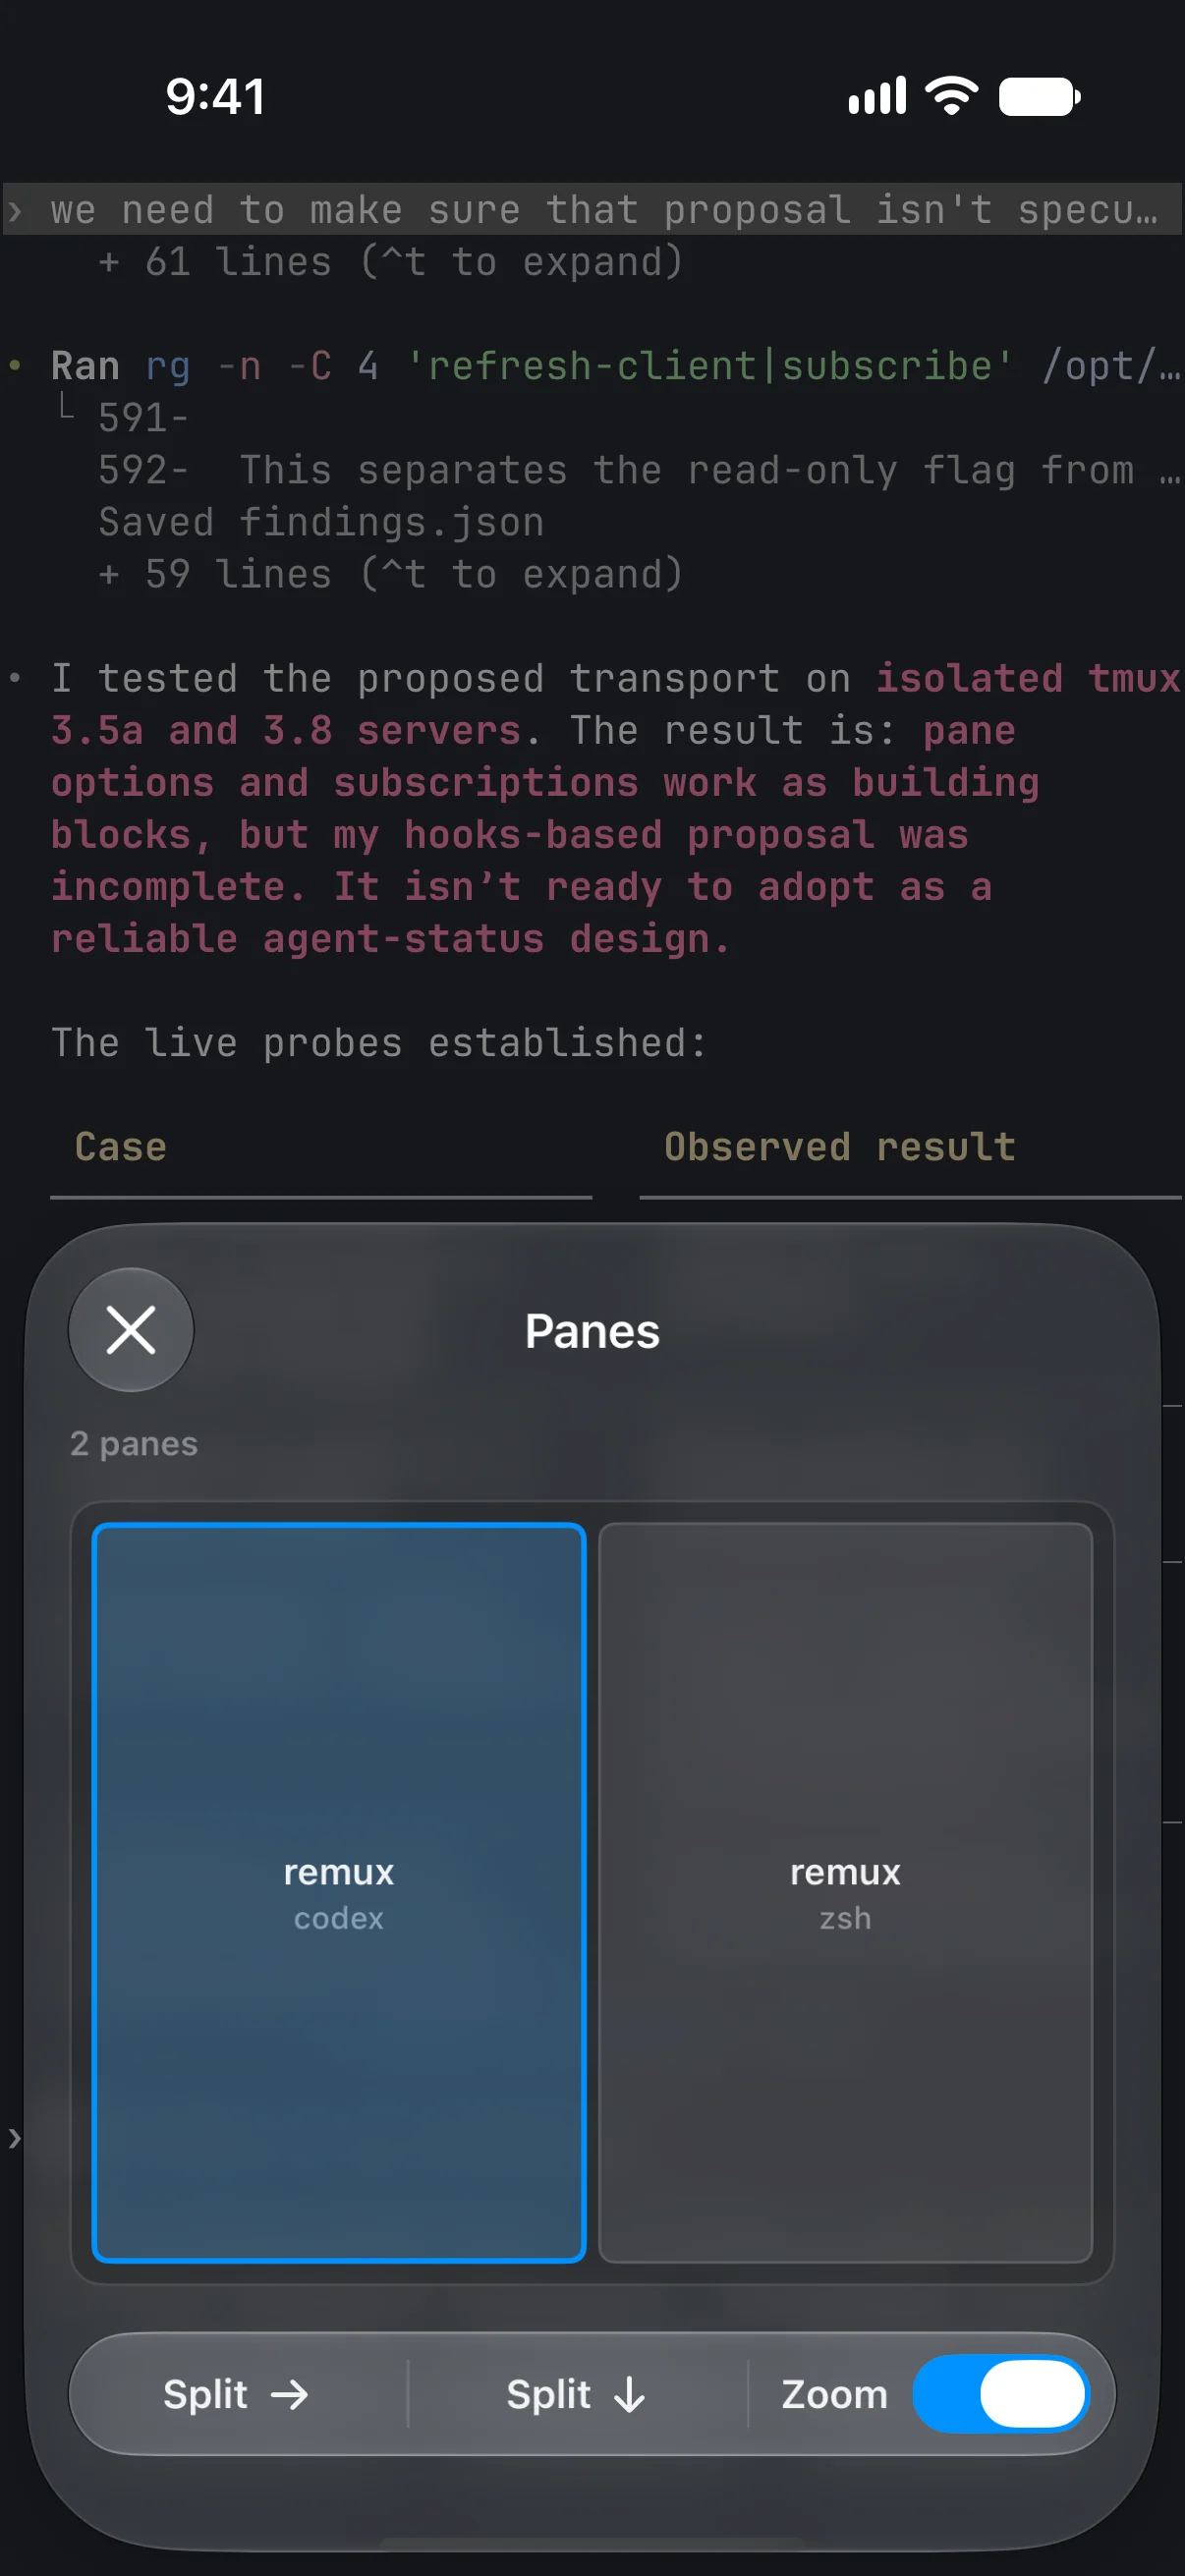 9:41
› we need to make sure that proposal isn't specu…
+ 61 lines (^t to expand)
• Ran rg -n -C 4 'refresh-client|subscribe' /opt/…
└ 591-
592-  This separates the read-only flag from …
Saved findings.json
+ 59 lines (^t to expand)
• I tested the proposed transport on isolated tmux
3.5a and 3.8 servers. The result is: pane
options and subscriptions work as building
blocks, but my hooks-based proposal was
incomplete. It isn’t ready to adopt as a
reliable agent-status design.
The live probes established:
Case Observed result
Panes
2 panes
remux remux
codex zsh
›
Split → Split ↓ Zoom